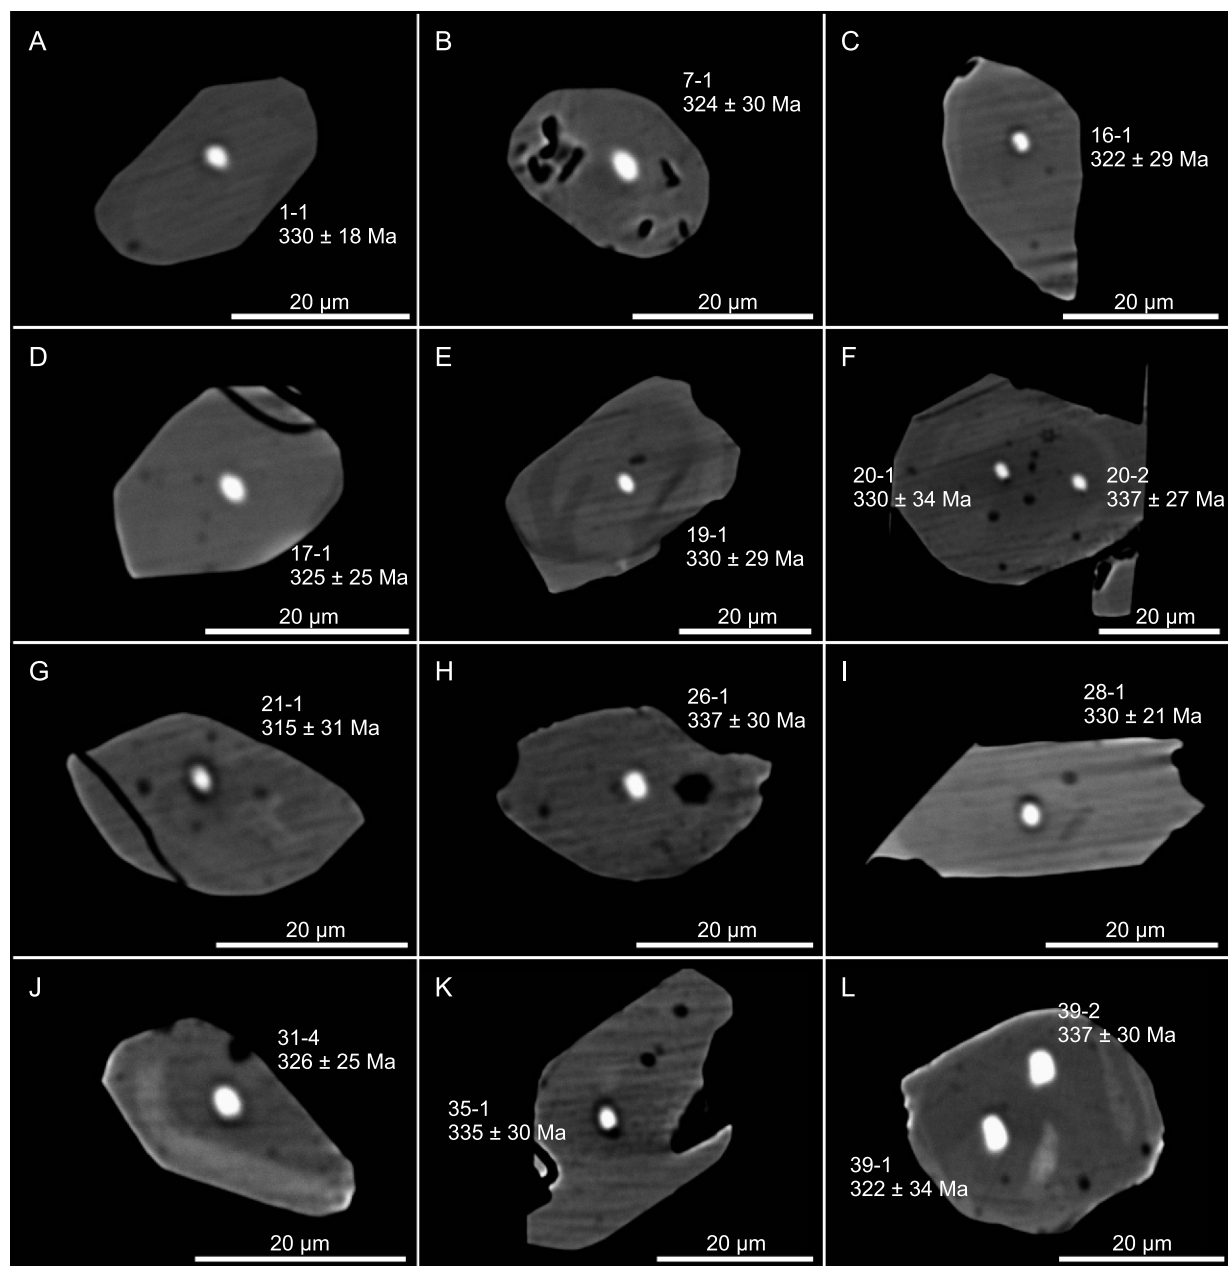 A
1-1
330 ± 18 Ma
20 µm
B
7-1
324 ± 30 Ma
20 µm
C
16-1
322 ± 29 Ma
20 µm
D
17-1
325 ± 25 Ma
20 µm
E
19-1
330 ± 29 Ma
20 µm
F
20-1
330 ± 34 Ma
20-2
337 ± 27 Ma
20 µm
G
21-1
315 ± 31 Ma
20 µm
H
26-1
337 ± 30 Ma
20 µm
I
28-1
330 ± 21 Ma
20 µm
J
31-4
326 ± 25 Ma
20 µm
K
35-1
335 ± 30 Ma
20 µm
L
39-2
337 ± 30 Ma
39-1
322 ± 34 Ma
20 µm